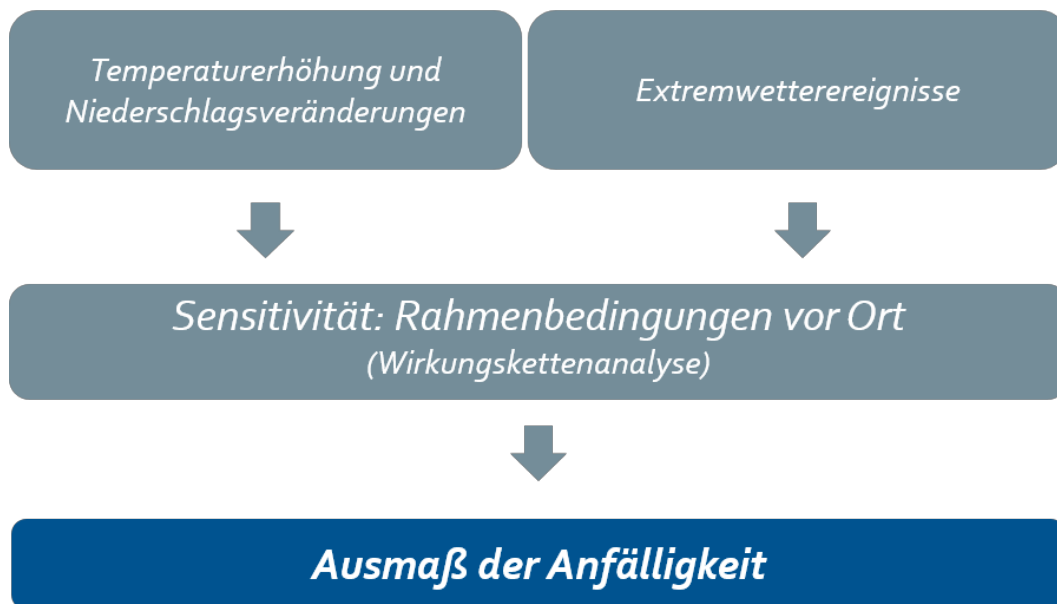 Temperaturerhöhung und
Niederschlagsveränderungen
Extremwetterereignisse
Sensitivität: Rahmenbedingungen vor Ort
(Wirkungskettenanalyse)
Ausmaß der Anfälligkeit